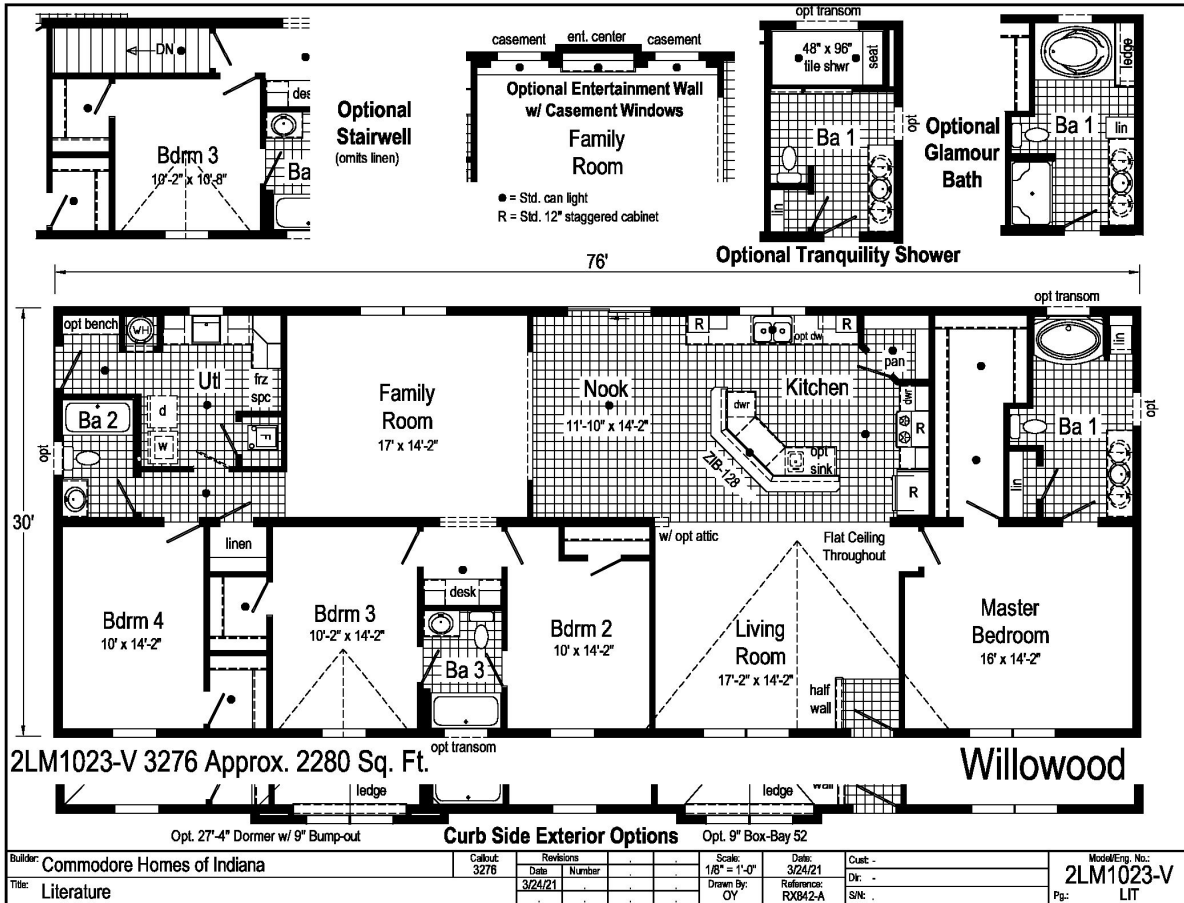 DN
des
Bdrm 3
10'-2" x 10'-8"
Ba
Optional
Stairwell
(omits linen)
casement
ent. center
casement
Optional Entertainment Wall
w/ Casement Windows
Family
Room
● = Std. can light
R = Std. 12" staggered cabinet
opt transom
48" x 96"
tile shwr
seat
Ba 1
opt
lin
Optional Tranquility Shower
Optional
Glamour
Bath
ledge
Ba 1
lin
76'
30'
opt bench
WH
Utl
frz
spc
d
w
F
Ba 2
opt
Family
Room
17' x 14'-2"
Nook
11'-10" x 14'-2"
R
opt dw
R
Kitchen
pan
dwr
dwr
R
opt
sink
ZIB-128
R
opt transom
lin
Ba 1
opt
lin
linen
w/ opt attic
Flat Ceiling
Throughout
Bdrm 4
10' x 14'-2"
Bdrm 3
10'-2" x 14'-2"
desk
Ba 3
Bdrm 2
10' x 14'-2"
Living
Room
17'-2" x 14'-2"
half
wall
Master
Bedroom
16' x 14'-2"
opt transom
2LM1023-V 3276 Approx. 2280 Sq. Ft.
Willowood
ledge
ledge
wall
Opt. 27'-4" Dormer w/ 9" Bump-out
Curb Side Exterior Options
Opt. 9" Box-Bay 52
Builder: Commodore Homes of Indiana
Title: Literature
Callout:
3276
Revisions
Date Number
3/24/21
Scale:
1/8" = 1'-0"
Drawn By:
OY
Date:
3/24/21
Reference:
RX842-A
Cust: -
Dir: -
S/N: .
Model/Eng. No.:
2LM1023-V
Pg.: LIT